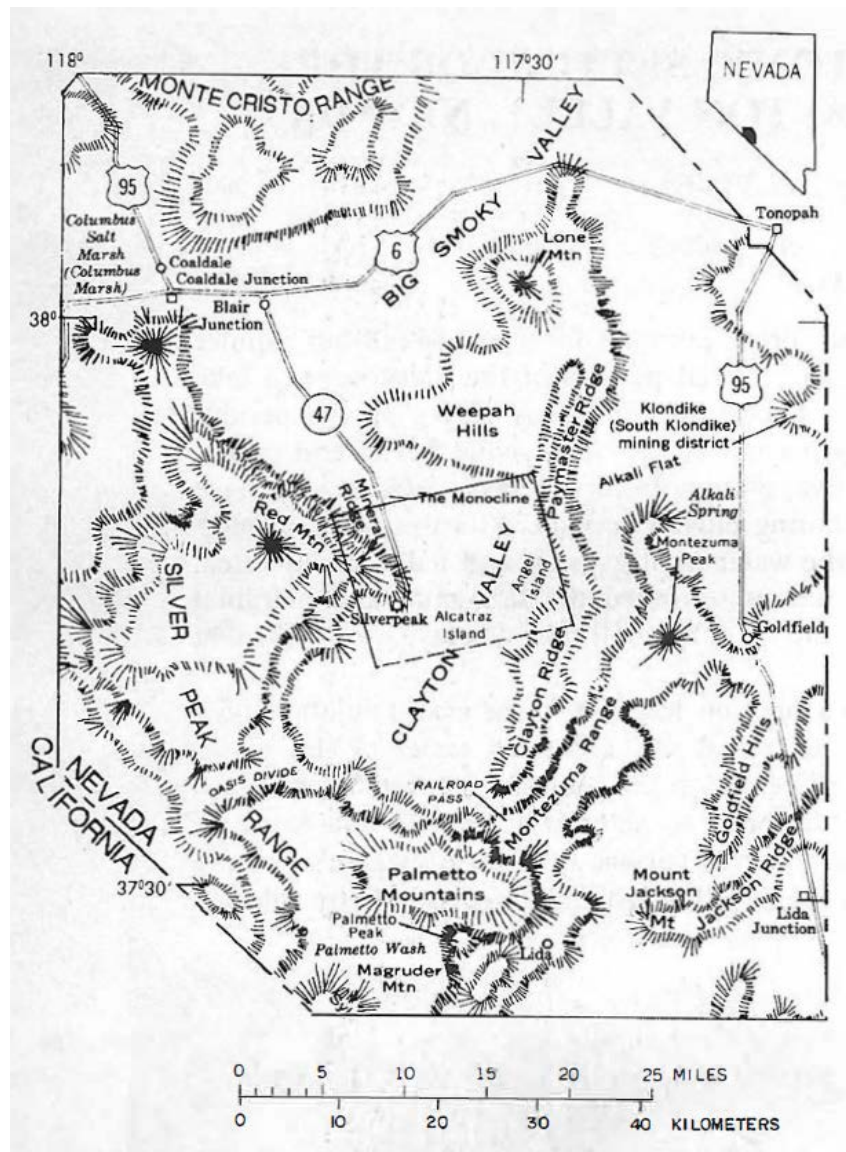 118°
117°30'
NEVADA
MONTE CRISTO RANGE
VALLEY
95
Tonopah
Columbus
Salt
Marsh
(Columbus
Marsh)
SMOKY
Lone
Mtn
6
Coaldale
Coaldale Junction
BIG
38°
Blair
Junction
95
47
Weepah
Hills
Paymaster Ridge
Klondike
(South Klondike)
mining district
Alkali Flat
Mineral
Ridge
The Monocline
Alkali
Spring
Red Mtn
Montezuma
Peak
SILVER
VALLEY
Angel
Island
Silverpeak
Alcatraz
Island
Goldfield
CLAYTON
Clayton Ridge
PEAK
Montezuma Range
NEVADA
CALIFORNIA
OASIS DIVIDE
RAILROAD
PASS
Goldfield Hills
RANGE
37°30'
Palmetto
Mountains
Mount
Jackson
Mt
Jackson Ridge
Lida
Junction
Palmetto
Peak
Palmetto Wash
Lida
Magruder
Mtn
0 5 10 15 20 25 MILES
0 10 20 30 40 KILOMETERS